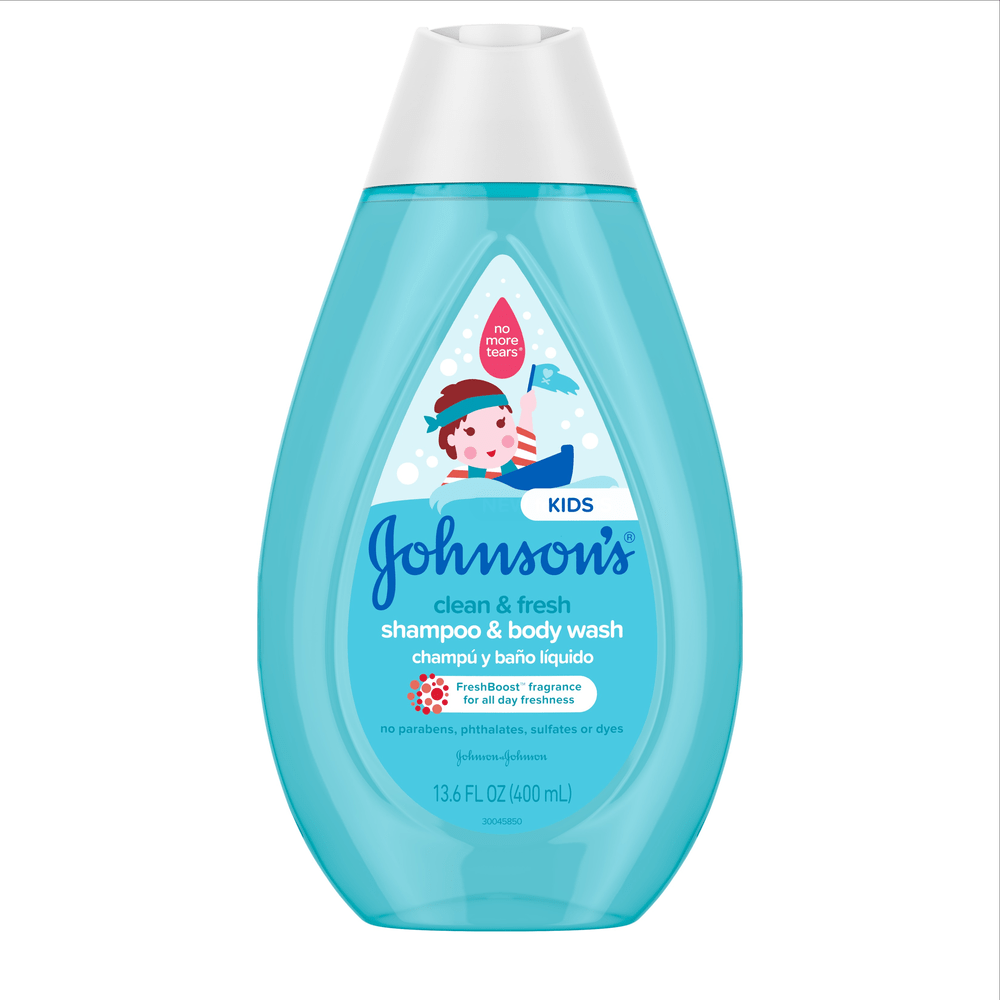 no
more
tears®
KIDS
Johnson's®
clean & fresh
shampoo & body wash
champú y baño líquido
FreshBoost™ fragrance
for all day freshness
no parabens, phthalates, sulfates or dyes
Johnson & Johnson
13.6 FL OZ (400 mL)
30045850